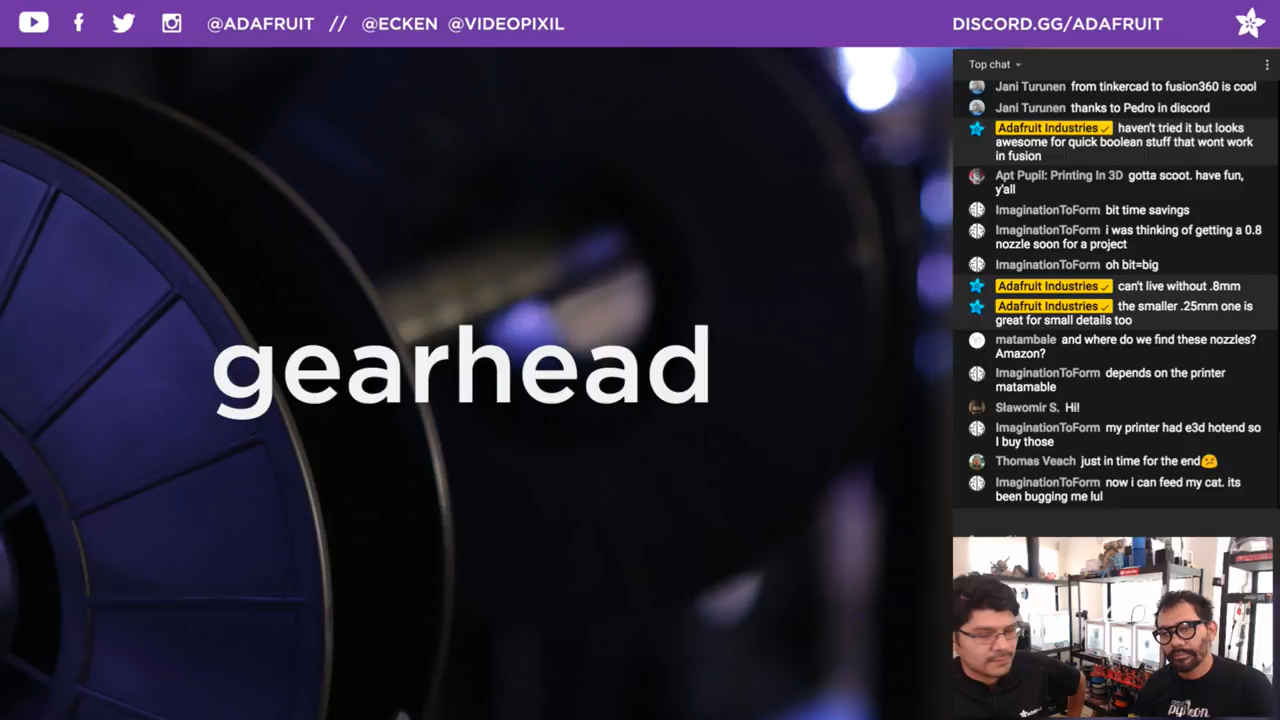 @ADAFRUIT // @ECKEN @VIDEOPIXIL
DISCORD.GG/ADAFRUIT
Top chat
Jani Turunen from tinkercad to fusion360 is cool
Jani Turunen thanks to Pedro in discord
Adafruit Industries haven't tried it but looks
awesome for quick boolean stuff that wont work
in fusion
Apt Pupil: Printing In 3D gotta scoot. have fun,
y'all
ImaginationToForm bit time savings
ImaginationToForm i was thinking of getting a 0.8
nozzle soon for a project
ImaginationToForm oh bit=big
Adafruit Industries can't live without .8mm
Adafruit Industries the smaller .25mm one is
great for small details too
matambale and where do we find these nozzles?
Amazon?
ImaginationToForm depends on the printer
matamable
Sławomir S. Hi!
ImaginationToForm my printer had e3d hotend so
I buy those
Thomas Veach just in time for the end😕
ImaginationToForm now i can feed my cat. its
been bugging me lul
gearhead
python